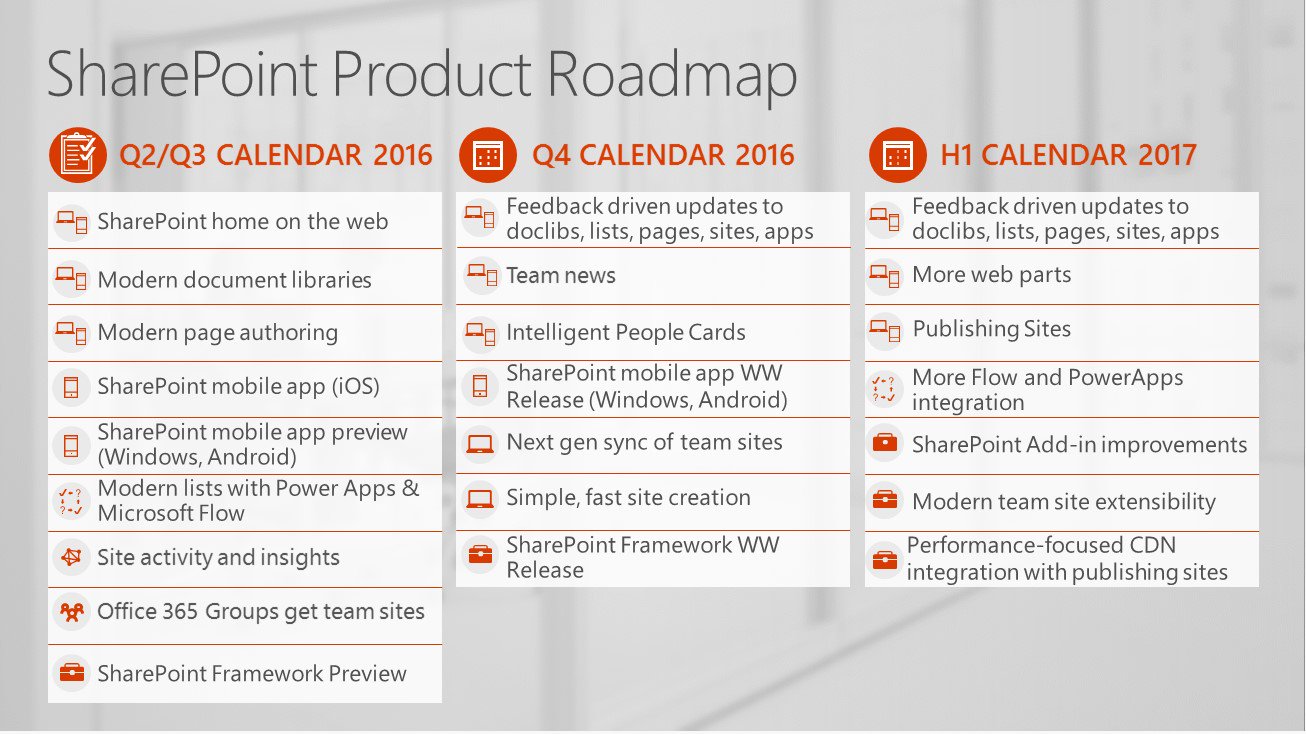 SharePoint Product Roadmap
Q2/Q3 CALENDAR 2016
SharePoint home on the web
Modern document libraries
Modern page authoring
SharePoint mobile app (iOS)
SharePoint mobile app preview
(Windows, Android)
Modern lists with Power Apps &
Microsoft Flow
Site activity and insights
Office 365 Groups get team sites
SharePoint Framework Preview
Q4 CALENDAR 2016
Feedback driven updates to
doclibs, lists, pages, sites, apps
Team news
Intelligent People Cards
SharePoint mobile app WW
Release (Windows, Android)
Next gen sync of team sites
Simple, fast site creation
SharePoint Framework WW
Release
H1 CALENDAR 2017
Feedback driven updates to
doclibs, lists, pages, sites, apps
More web parts
Publishing Sites
More Flow and PowerApps
integration
SharePoint Add-in improvements
Modern team site extensibility
Performance-focused CDN
integration with publishing sites